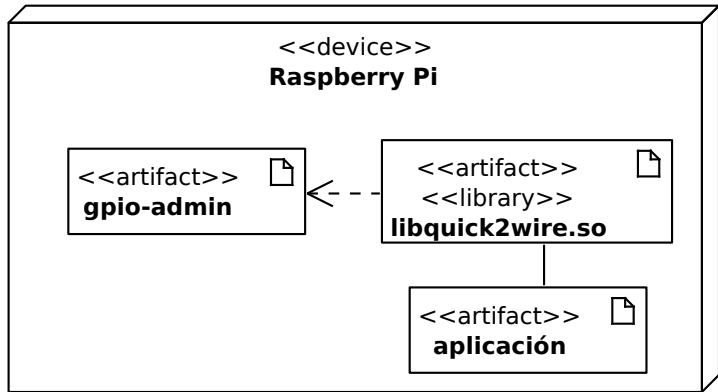 <<device>>
Raspberry Pi
<<artifact>>
gpio-admin
<<artifact>>
<<library>>
libquick2wire.so
<<artifact>>
aplicación